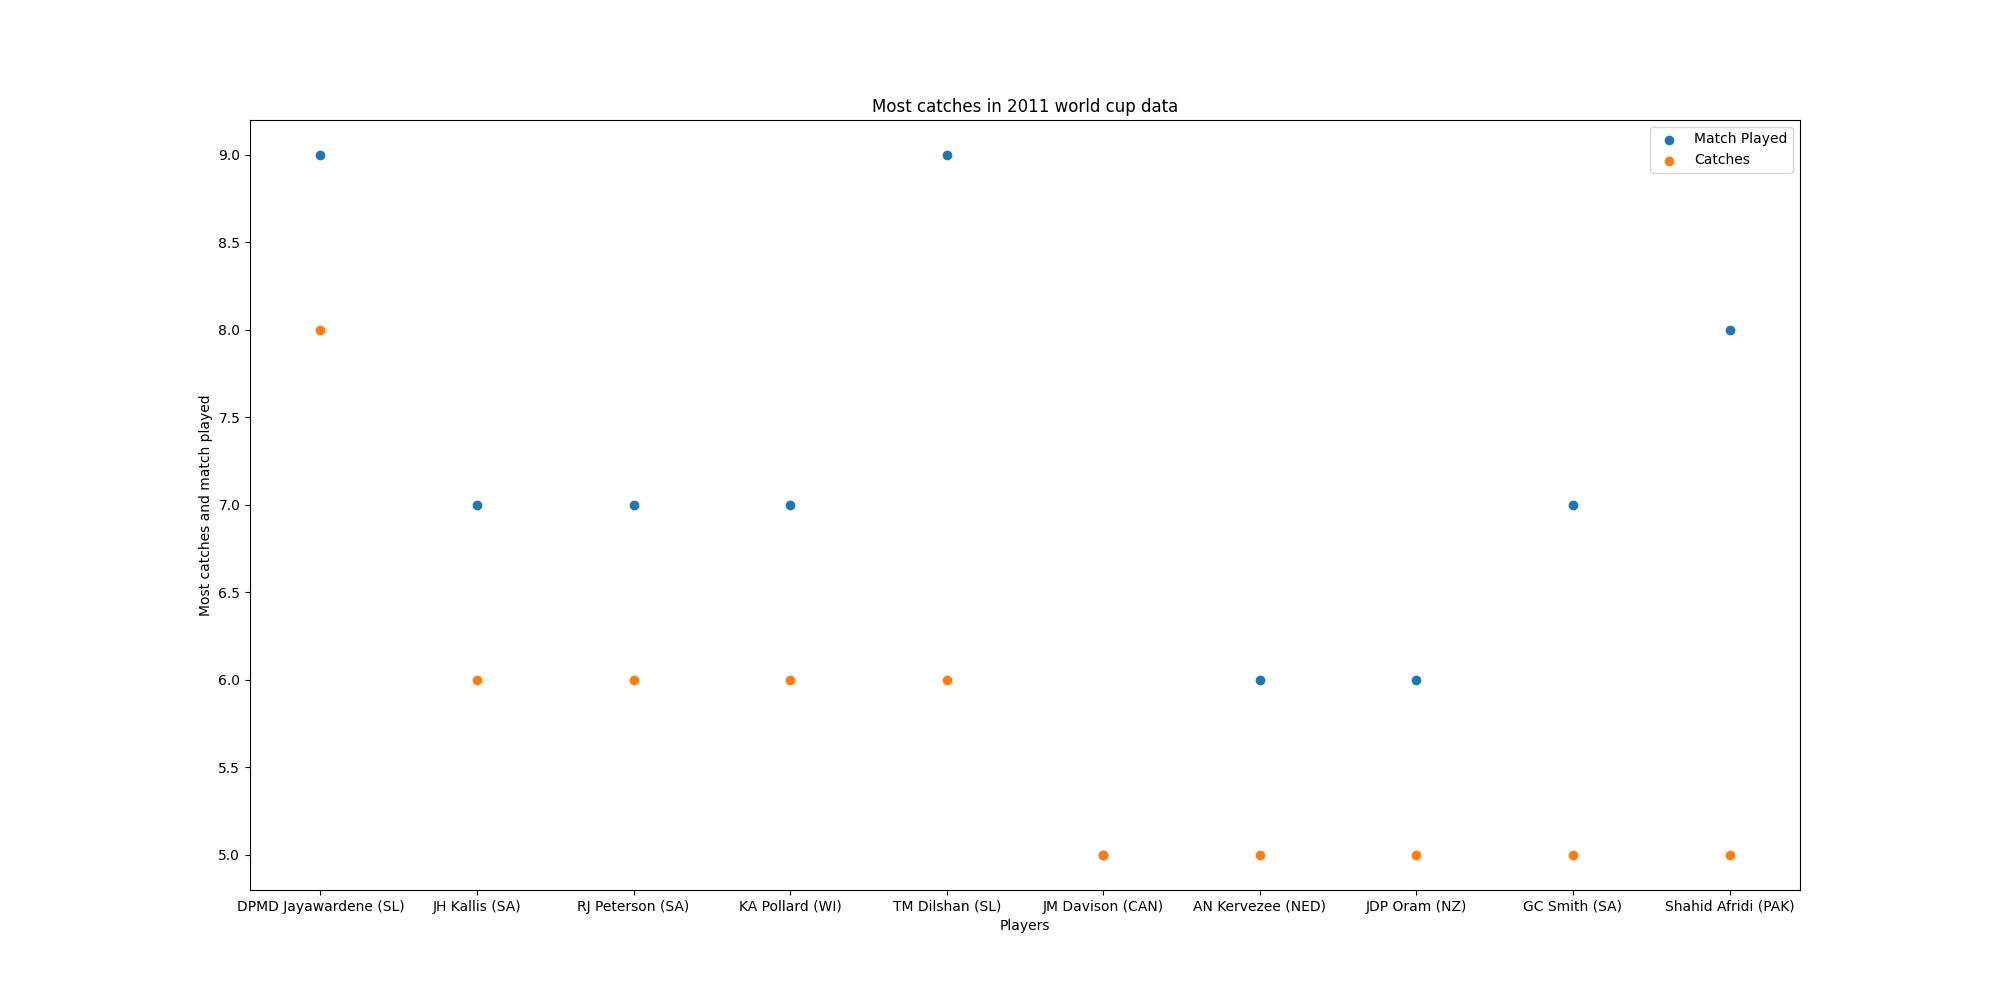 Most catches in 2011 world cup data
Match Played
Catches
9.0
8.5
8.0
7.5
7.0
6.5
6.0
5.5
5.0
Most catches and match played
DPMD Jayawardene (SL) JH Kallis (SA) RJ Peterson (SA) KA Pollard (WI) TM Dilshan (SL) JM Davison (CAN) AN Kervezee (NED) JDP Oram (NZ) GC Smith (SA) Shahid Afridi (PAK)
Players